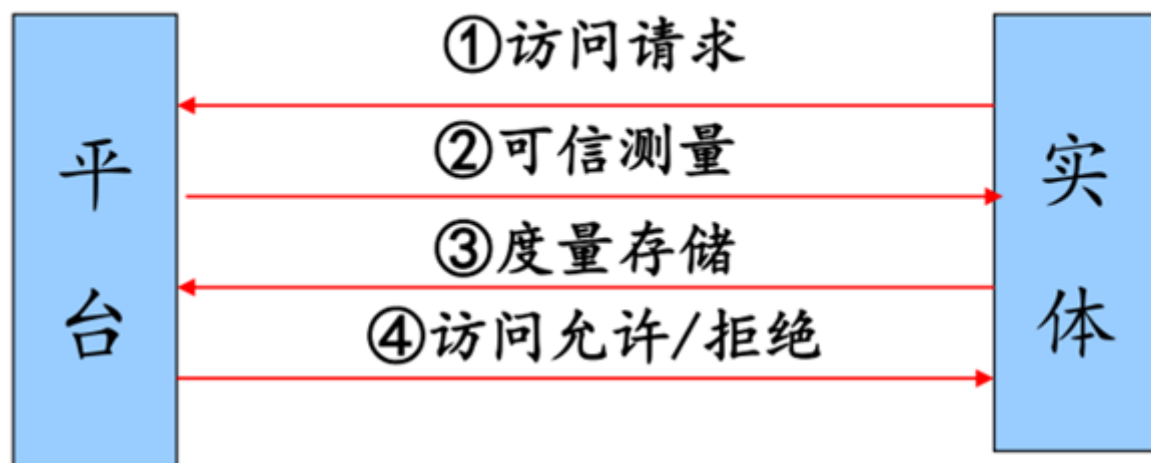 ①访问请求
②可信测量
③度量存储
④访问允许/拒绝
平台
实体